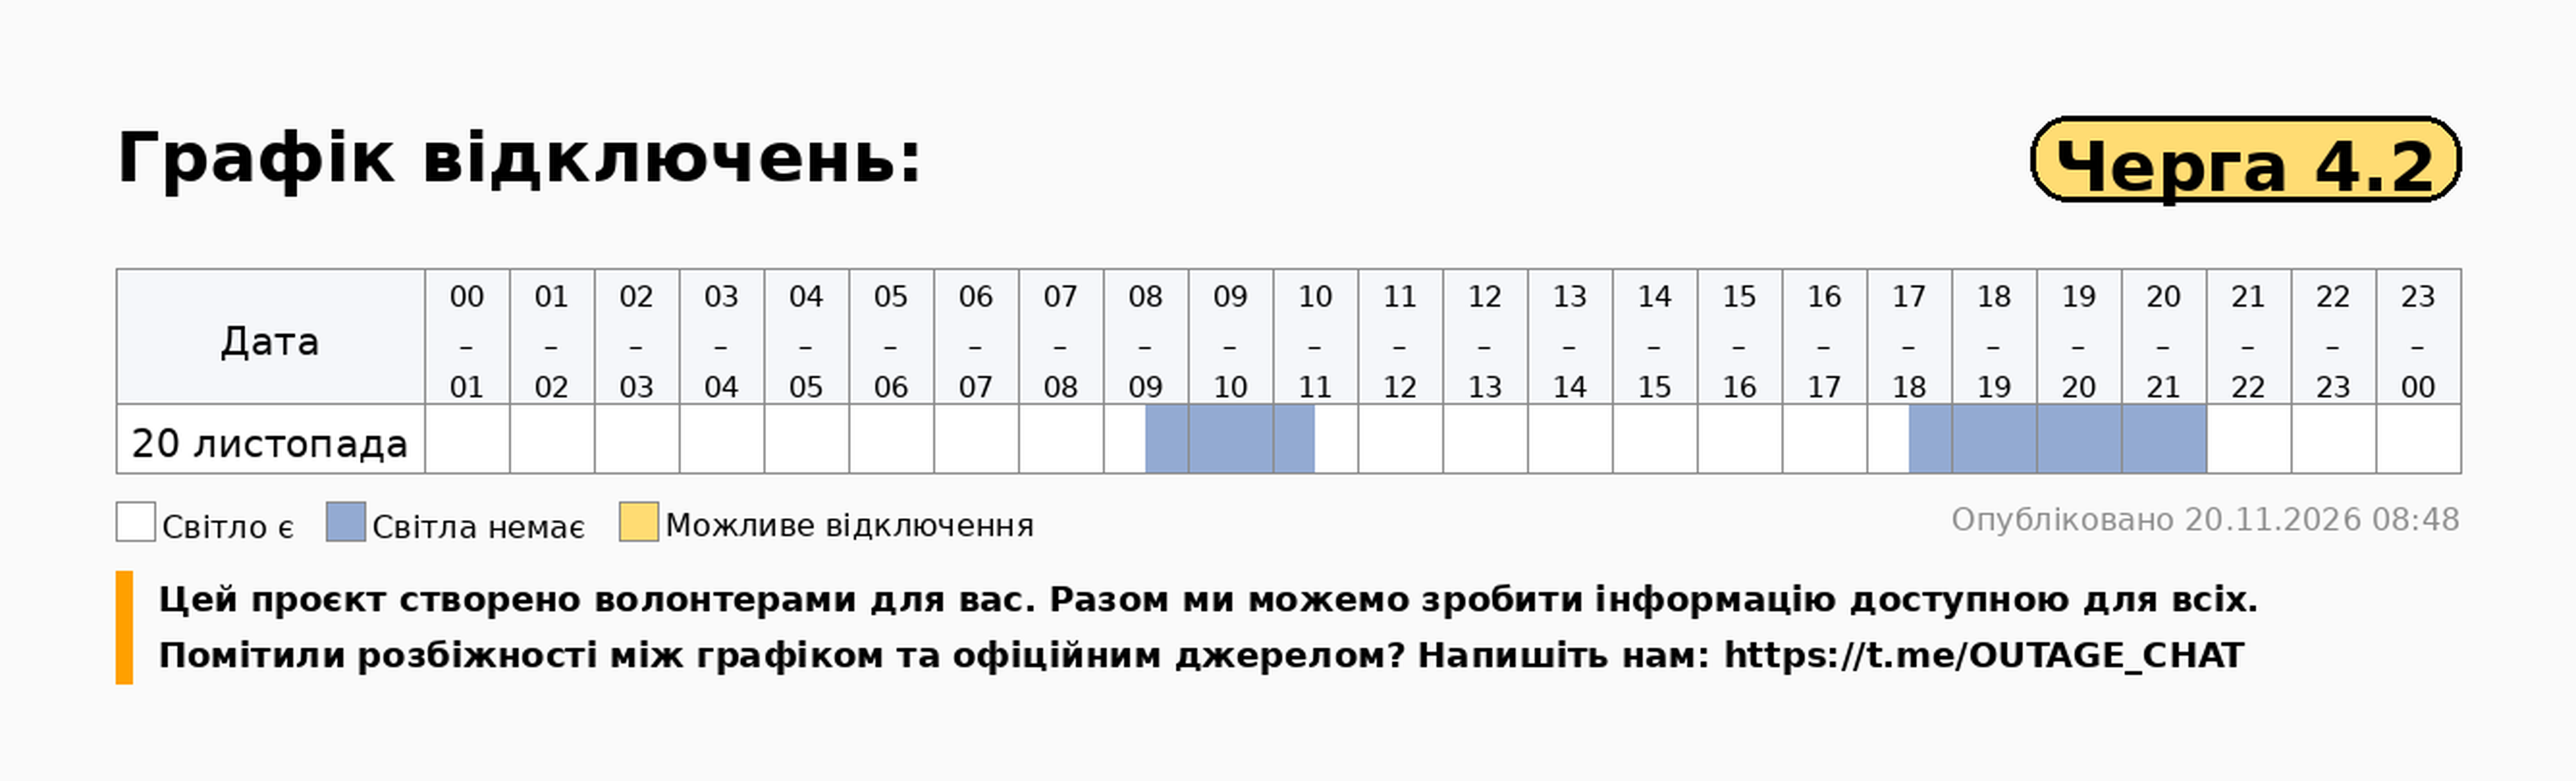 Графік відключень:
Черга 4.2
Дата 00 – 01 01 – 02 02 – 03 03 – 04 04 – 05 05 – 06 06 – 07 07 – 08 08 – 09 09 – 10 10 – 11 11 – 12 12 – 13 13 – 14 14 – 15 15 – 16 16 – 17 17 – 18 18 – 19 19 – 20 20 – 21 21 – 22 22 – 23 23 – 00
20 листопада
Світло є Світла немає Можливе відключення
Опубліковано 20.11.2026 08:48
Цей проєкт створено волонтерами для вас. Разом ми можемо зробити інформацію доступною для всіх.
Помітили розбіжності між графіком та офіційним джерелом? Напишіть нам: https://t.me/OUTAGE_CHAT